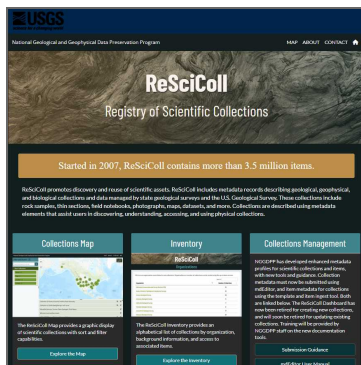 USGS
National Geological and Geophysical Data Preservation Program
MAP ABOUT CONTACT
ReSciColl
Registry of Scientific Collections
Started in 2007, ReSciColl contains more than 3.5 million items.
ReSciColl promotes discovery and reuse of scientific assets. ReSciColl includes metadata records describing geological, geophysical,
and biological collections and data managed by state geological surveys and the U.S. Geological Survey. These collections include
rock samples, thin sections, field notebooks, photographs, maps, datasets, and more. Collections are described using metadata
elements that assist users in discovering, understanding, accessing, and using physical collections.
Collections Map
The ReSciColl Map provides a graphic display
of scientific collections with sort and filter
capabilities.
Explore the Map
Inventory
ReSciColl
The ReSciColl Inventory provides an
alphabetical list of collections by organization,
background information, and access to
associated items.
Explore the Inventory
Collections Management
NGGDPP has developed enhanced metadata
profiles for scientific collections and items,
with new tools and guidance. Collection
metadata must now be submitted using
mdEditor, and item metadata for collections
using the template and item ingest tool. Both
are linked below. The ReSciColl Dashboard has
now been retired for creating new collections,
and will soon be retired for updating existing
collections. Training will be provided by
NGGDPP staff on the new documentation
tools.
Submission Guidance
mdEditor User Manual